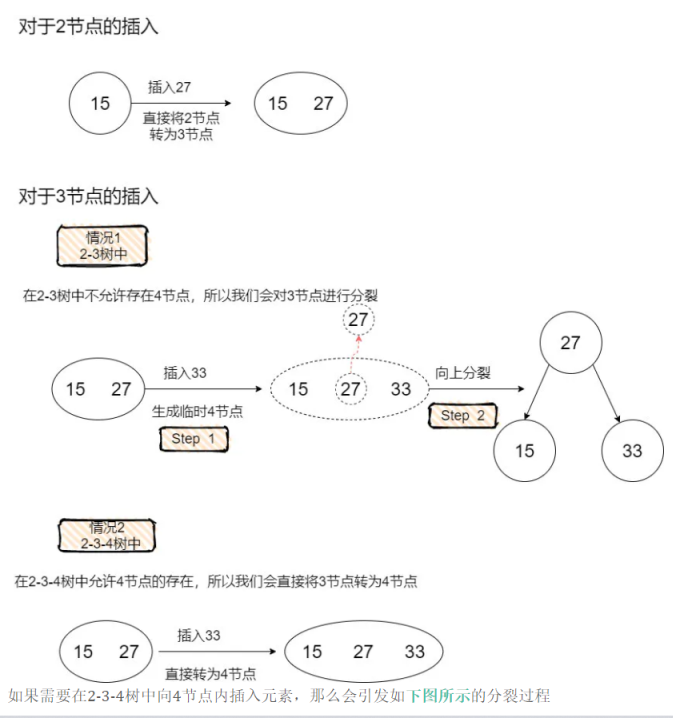 对于2节点的插入
15
插入27
直接将2节点
转为3节点
15 27
对于3节点的插入
情况1
2-3树中
在2-3树中不允许存在4节点，所以我们会对3节点进行分裂
27
27
15 27
插入33
生成临时4节点
Step 1
15 27 33
向上分裂
Step 2
15
33
情况2
2-3-4树中
在2-3-4树中允许4节点的存在，所以我们会直接将3节点转为4节点
15 27
插入33
直接转为4节点
15 27 33
如果需要在2-3-4树中向4节点内插入元素，那么会引发如下图所示的分裂过程